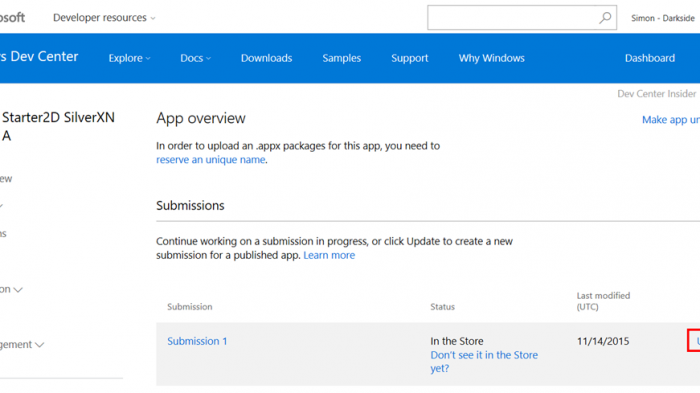 osoft Developer resources Simon - Darkside
s Dev Center Explore Docs Downloads Samples Support Why Windows Dashboard
Dev Center Insider
Starter2D SilverXN
A
App overview
Make app un
In order to upload an .appx packages for this app, you need to
reserve an unique name.
ew
Submissions
ns
Continue working on a submission in progress, or click Update to create a new
submission for a published app. Learn more
on
Submission Status Last modified
(UTC)
gement
Submission 1 In the Store 11/14/2015 U
Don't see it in the Store
yet?